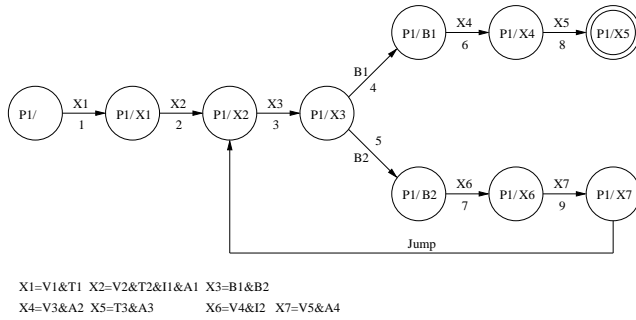 P1/ B1
X4
6
P1/ X4
X5
8
P1/X5
B1
4
P1/
X1
1
P1/ X1
X2
2
P1/ X2
X3
3
P1/ X3
5
B2
P1/ B2
X6
7
P1/ X6
X7
9
P1/ X7
Jump
X1=V1&T1 X2=V2&T2&I1&A1 X3=B1&B2
X4=V3&A2 X5=T3&A3 X6=V4&I2 X7=V5&A4